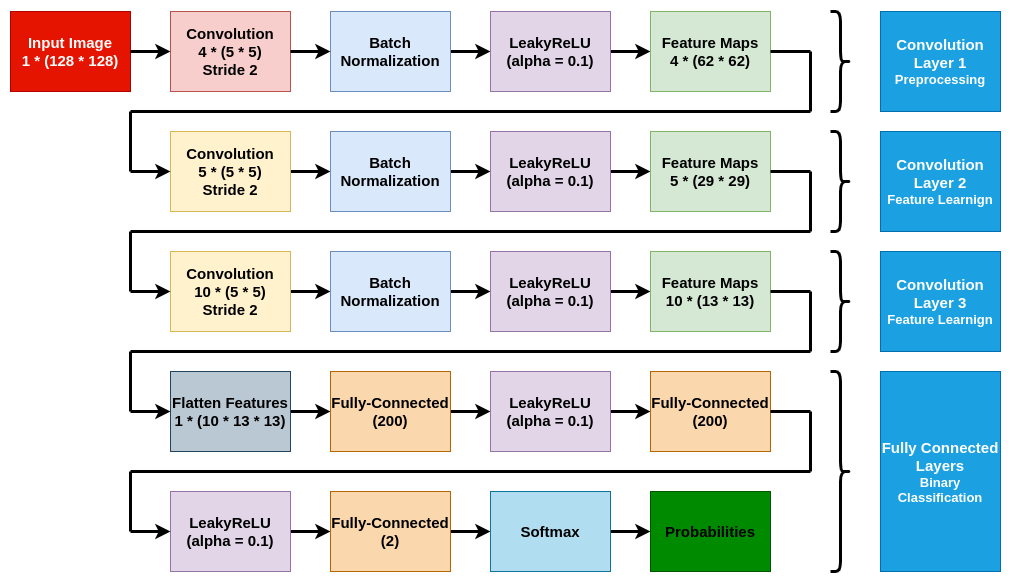 Input Image
1 * (128 * 128)
Convolution
4 * (5 * 5)
Stride 2
Batch
Normalization
LeakyReLU
(alpha = 0.1)
Feature Maps
4 * (62 * 62)
Convolution
Layer 1
Preprocessing
Convolution
5 * (5 * 5)
Stride 2
Batch
Normalization
LeakyReLU
(alpha = 0.1)
Feature Maps
5 * (29 * 29)
Convolution
Layer 2
Feature Learnign
Convolution
10 * (5 * 5)
Stride 2
Batch
Normalization
LeakyReLU
(alpha = 0.1)
Feature Maps
10 * (13 * 13)
Convolution
Layer 3
Feature Learnign
Flatten Features
1 * (10 * 13 * 13)
Fully-Connected
(200)
LeakyReLU
(alpha = 0.1)
Fully-Connected
(200)
Fully Connected
Layers
Binary
Classification
LeakyReLU
(alpha = 0.1)
Fully-Connected
(2)
Softmax
Probabilities